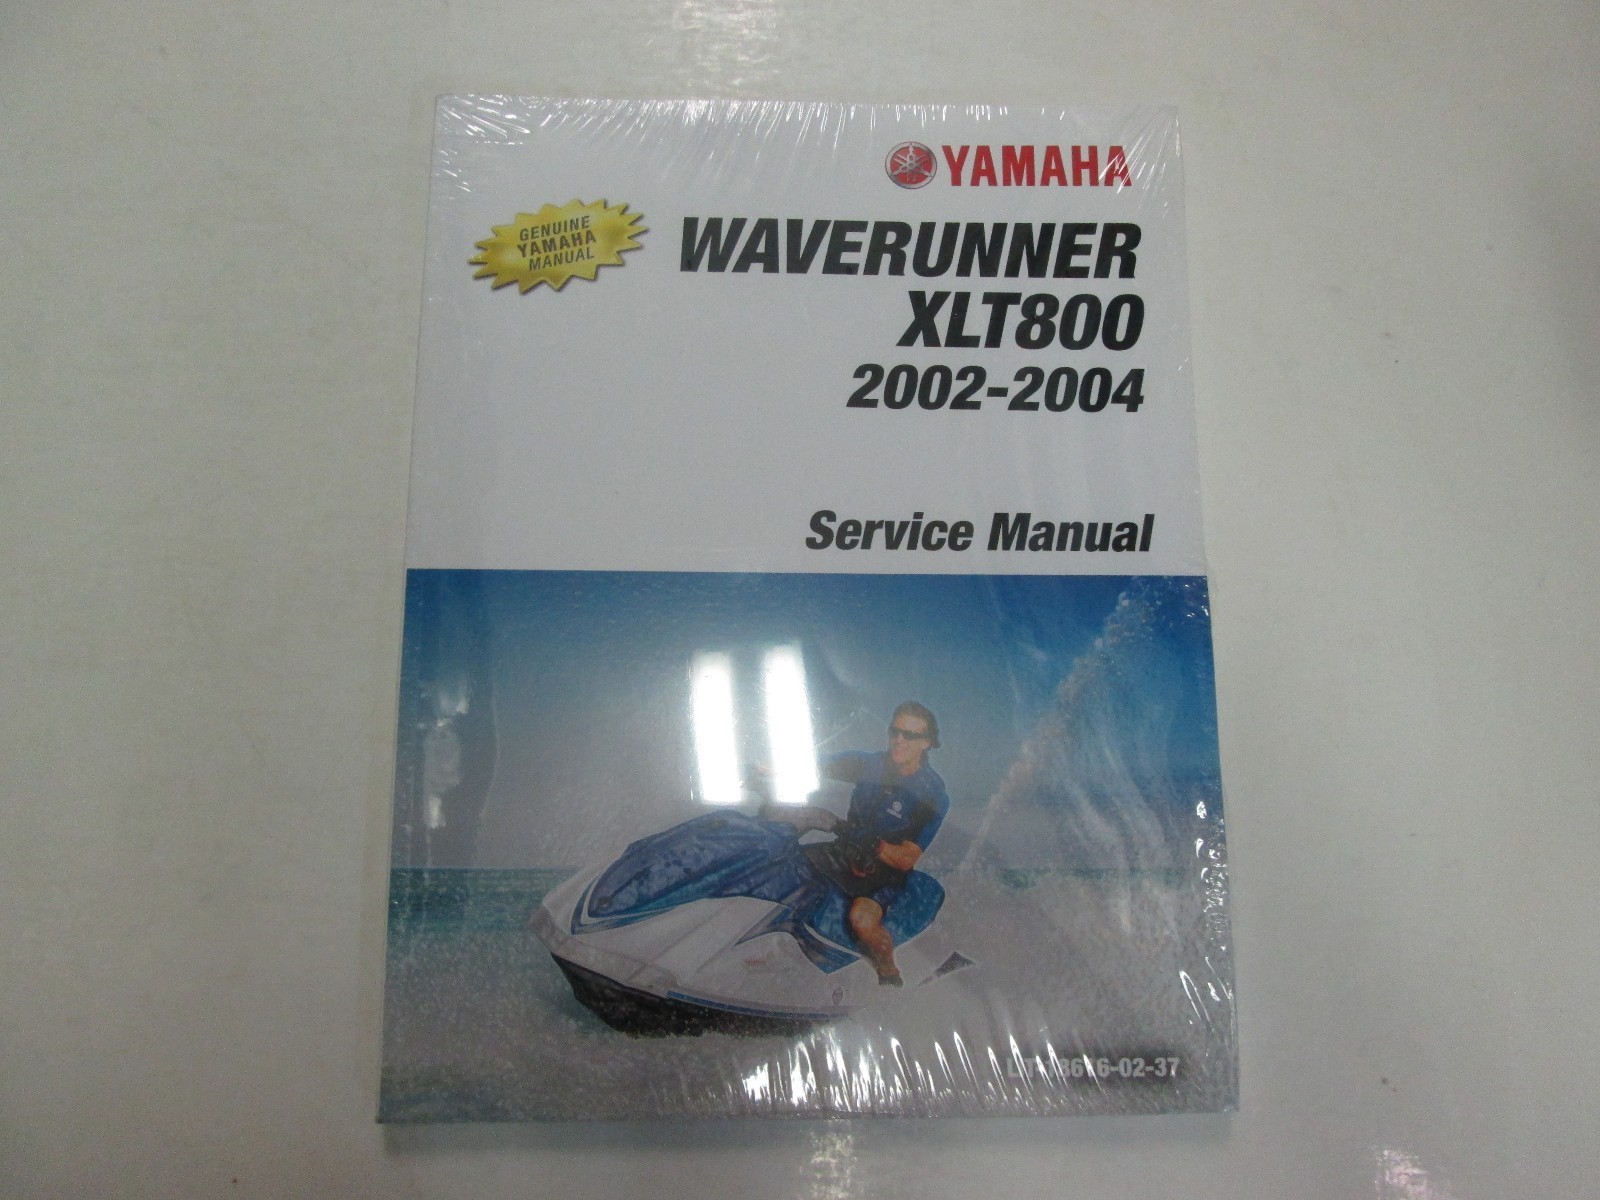 YAMAHA
GENUINE
YAMAHA
MANUAL
WAVERUNNER
XLT800
2002-2004
Service Manual